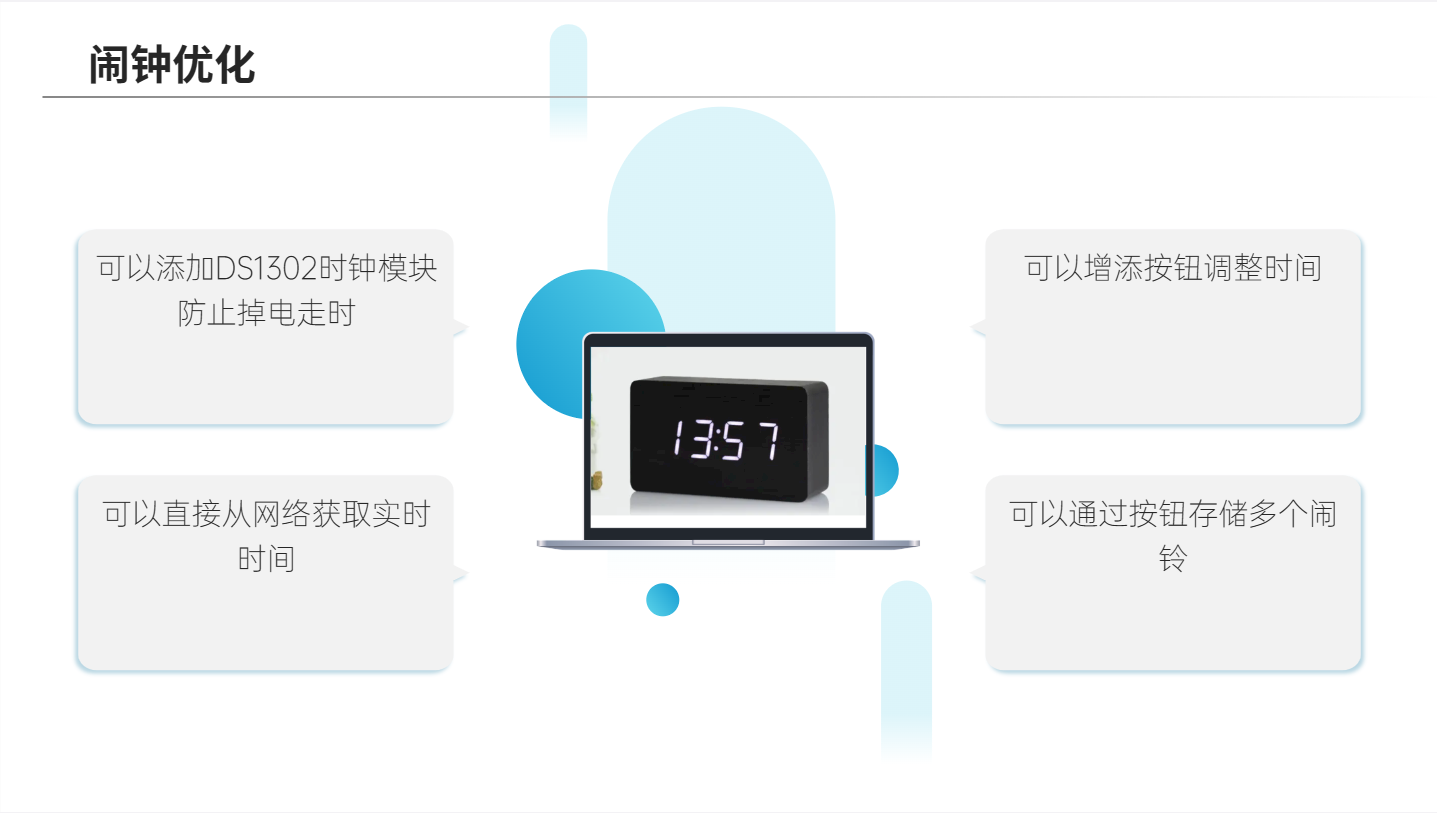 闹钟优化
可以添加DS1302时钟模块
防止掉电走时
可以直接从网络获取实时
时间
13:57
可以增添按钮调整时间
可以通过按钮存储多个闹
铃